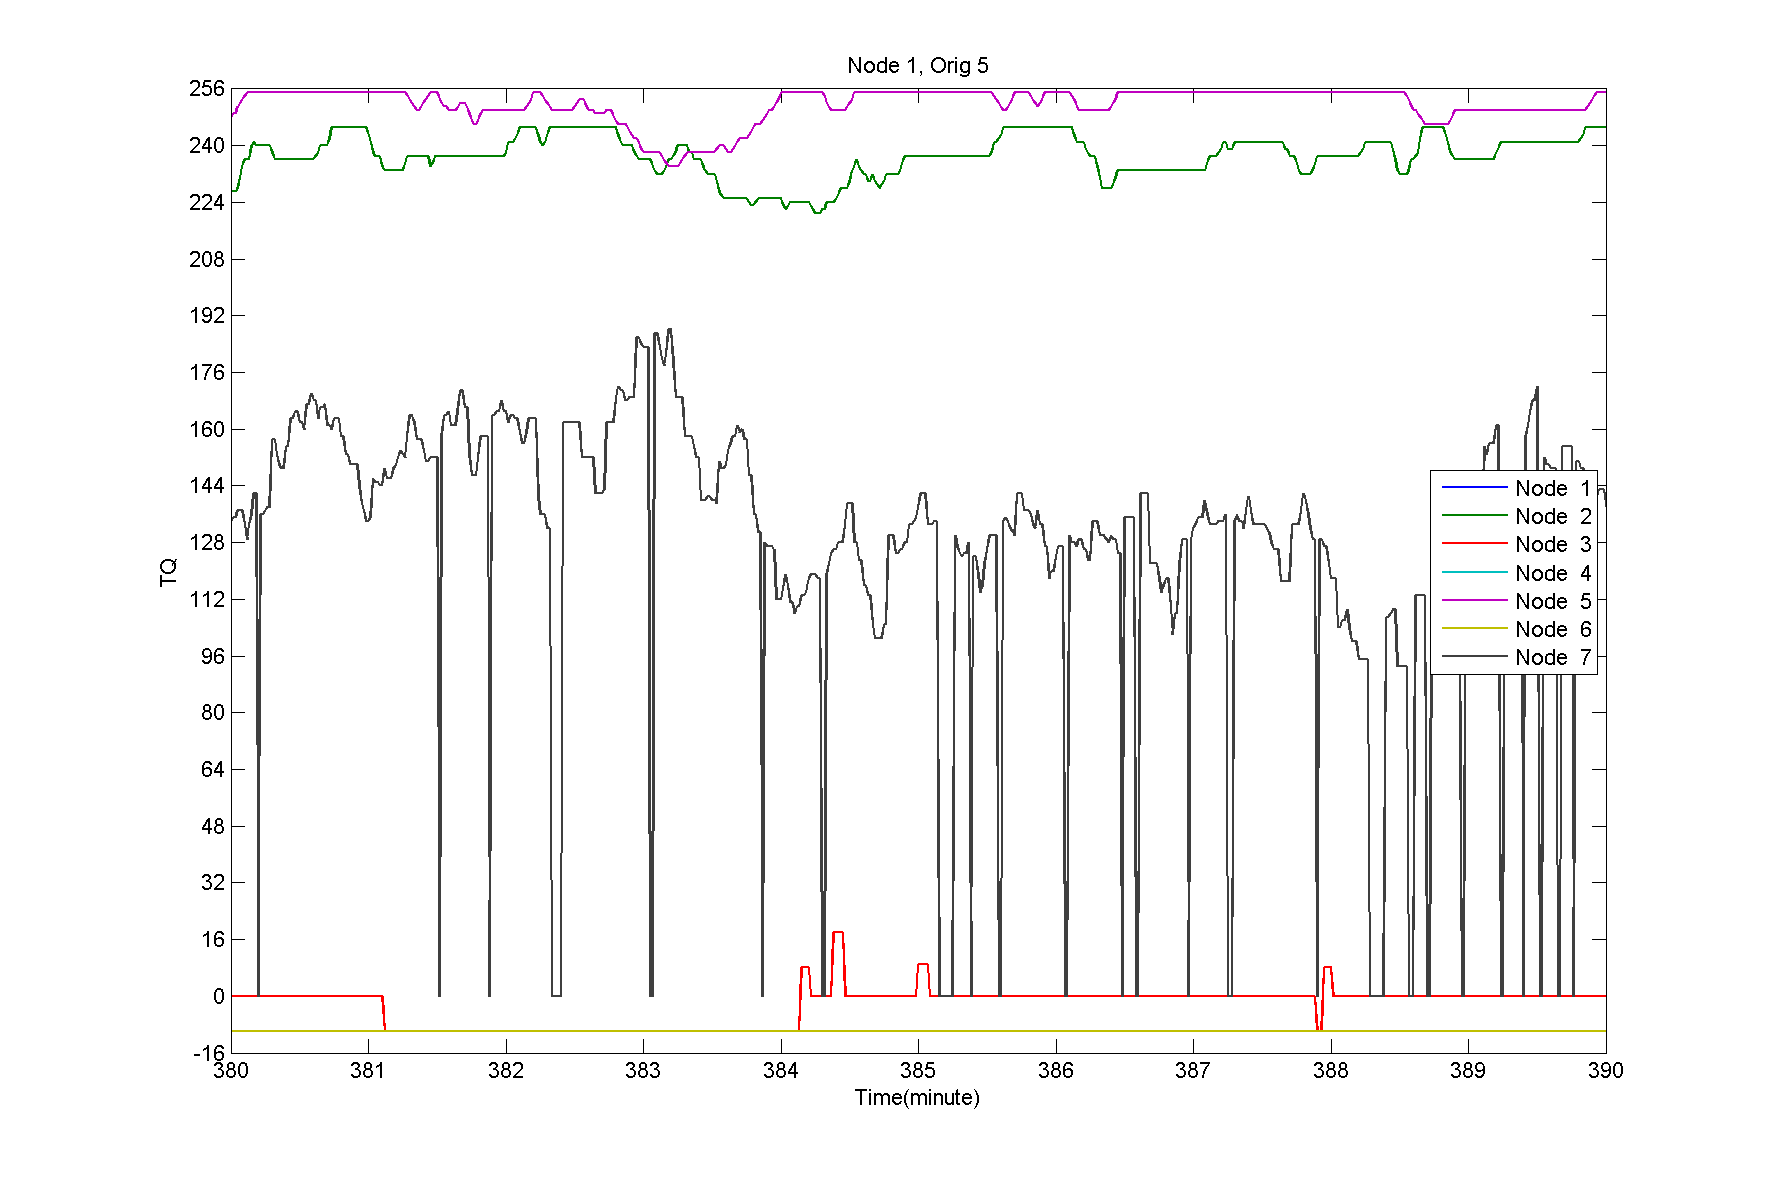 Node 1, Orig 5
256
240
224
208
192
176
160
144
128
112
96
80
64
48
32
16
0
-16
TQ
Node 1
Node 2
Node 3
Node 4
Node 5
Node 6
Node 7
380 381 382 383 384 385 386 387 388 389 390
Time(minute)